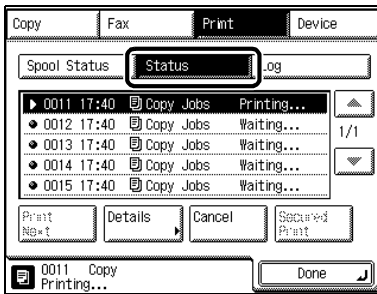 Copy Fax Print Device
Spool Status Status Log
0011 17:40 Copy Jobs Printing...
0012 17:40 Copy Jobs Waiting...
0013 17:40 Copy Jobs Waiting...
0014 17:40 Copy Jobs Waiting...
0015 17:40 Copy Jobs Waiting...
1/1
Print Next Details Cancel Secured Print
0011 Copy
Printing...
Done